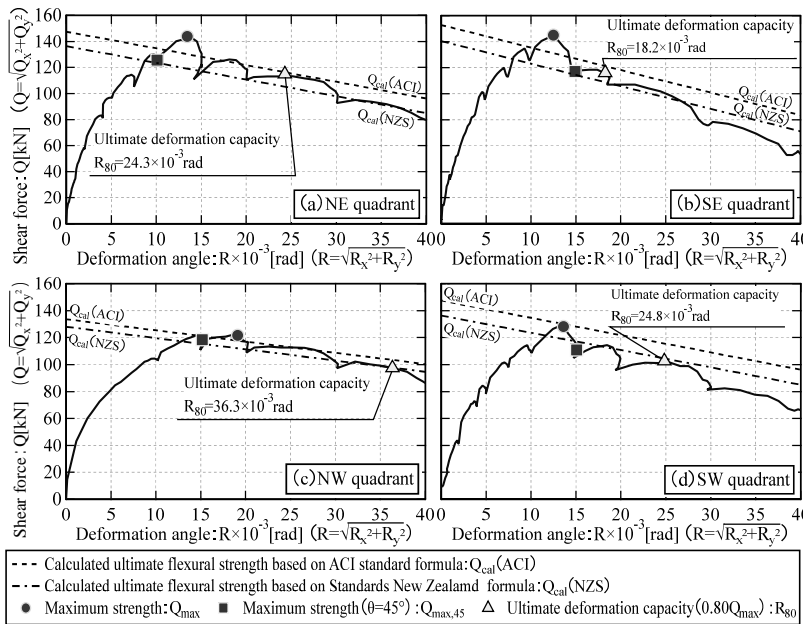 160
140
120
100
80
60
40
20
0
Shear force:Q[kN] (Q=√Qx²+Qy²)
Qcal(ACI)
Qcal(NZS)
Ultimate deformation capacity
R80=24.3×10⁻³rad
(a)NE quadrant
0 5 10 15 20 25 30 35 40
Deformation angle:R×10⁻³[rad] (R=√Rx²+Ry²)
Ultimate deformation capacity
R80=18.2×10⁻³rad
Qcal(ACI)
Qcal(NZS)
(b)SE quadrant
0 5 10 15 20 25 30 35 40
Deformation angle:R×10⁻³[rad] (R=√Rx²+Ry²)
160
140
120
100
80
60
40
20
0
Shear force:Q[kN] (Q=√Qx²+Qy²)
Qcal(ACI)
Qcal(NZS)
Ultimate deformation capacity
R80=36.3×10⁻³rad
(c)NW quadrant
0 5 10 15 20 25 30 35 40
Deformation angle:R×10⁻³[rad] (R=√Rx²+Ry²)
Qcal(ACI)
Qcal(NZS)
Ultimate deformation capacity
R80=24.8×10⁻³rad
(d)SW quadrant
5 10 15 20 25 30 35 40
Deformation angle:R×10⁻³[rad] (R=√Rx²+Ry²)
Calculated ultimate flexural strength based on ACI standard formula:Qcal(ACI)
Calculated ultimate flexural strength based on Standards New Zealamd formula:Qcal(NZS)
Maximum strength:Qmax Maximum strength(θ=45°):Qmax,45 Ultimate deformation capacity(0.80Qmax):R80